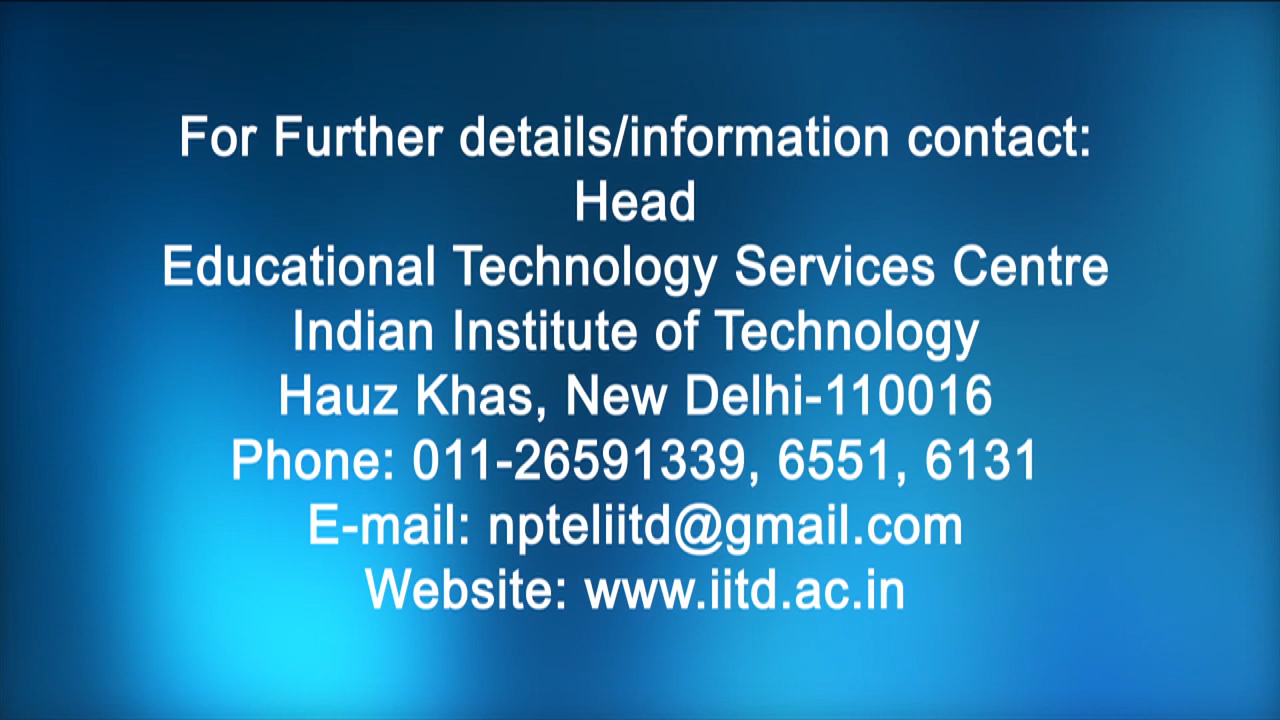 For Further details/information contact:
Head
Educational Technology Services Centre
Indian Institute of Technology
Hauz Khas, New Delhi-110016
Phone: 011-26591339, 6551, 6131
E-mail: npteliitd@gmail.com
Website: www.iitd.ac.in